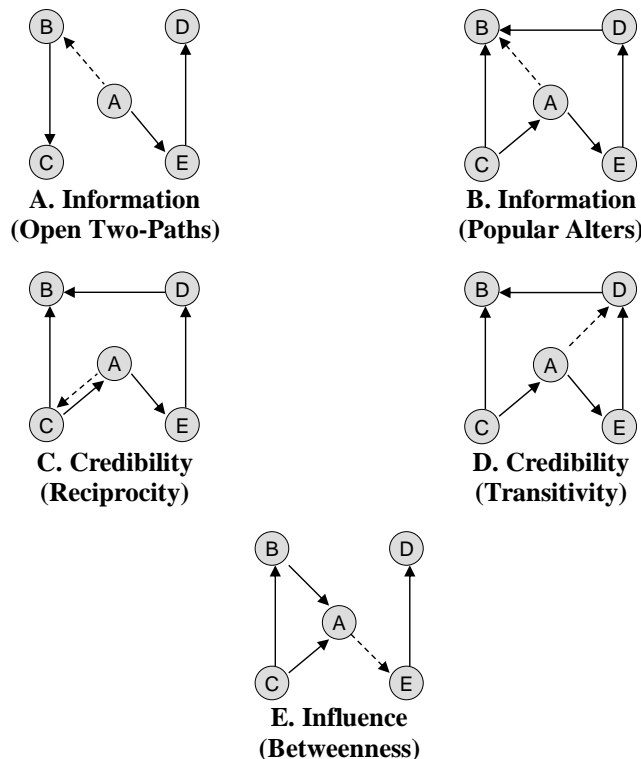 B D B D
A A
C E C E
A. Information B. Information
(Open Two-Paths) (Popular Alters)
B D B D
A A
C E C E
C. Credibility D. Credibility
(Reciprocity) (Transitivity)
B D
A
C E
E. Influence
(Betweenness)